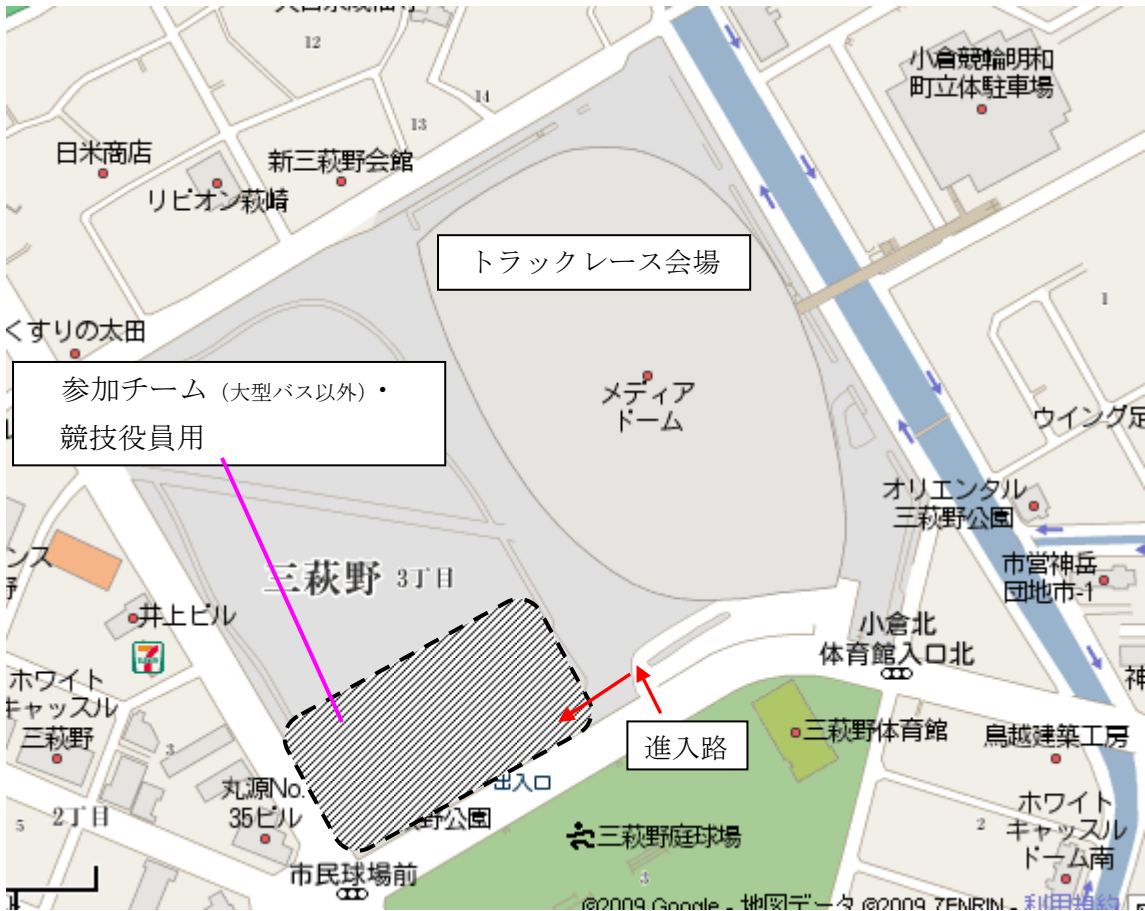 12
14
13
小倉競輪明和
町立体駐車場
日米商店
新三萩野会館
リピオン萩崎
トラックレース会場
1
くすりの太田
参加チーム（大型バス以外）・
競技役員用
メディア
ドーム
ウイング足
オリエンタル
三萩野公園
市営神岳
団地市-1
三萩野 3丁目
井上ビル
小倉北
体育館入口北
神
ホワイト
キャッスル
三萩野
3
進入路
三萩野体育館
鳥越建築工房
丸源No.
35ビル
出入口
野公園
5
2丁目
三萩野庭球場
3
2
ホワイト
キャッスル
ドーム南
市民球場前
©2009 Google - 地図データ ©2009 ZENRIN - 利用規約